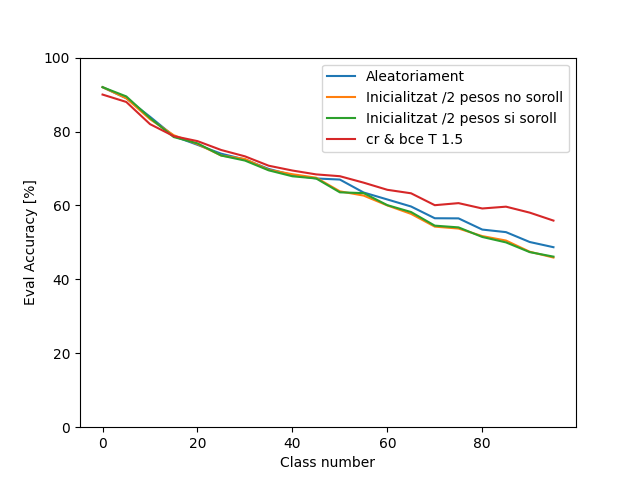 100
80
60
40
20
0
Eval Accuracy [%]
Aleatoriament
Inicialitzat /2 pesos no soroll
Inicialitzat /2 pesos si soroll
cr & bce T 1.5
0 20 40 60 80
Class number